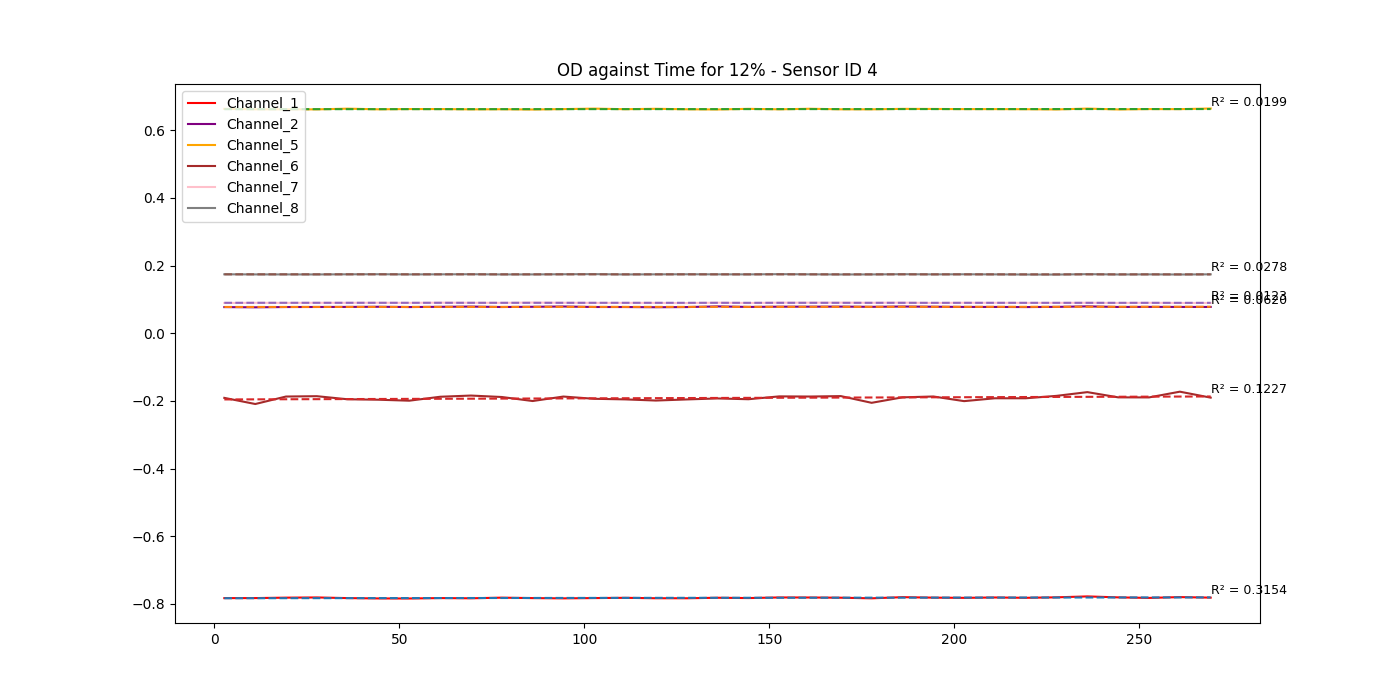 OD against Time for 12% - Sensor ID 4
Channel_1
Channel_2
Channel_5
Channel_6
Channel_7
Channel_8
0.6
0.4
0.2
0.0
−0.2
−0.4
−0.6
−0.8
R² = 0.0199
R² = 0.0278
R² = 0.0620
R² = 0.1227
R² = 0.3154
0
50
100
150
200
250